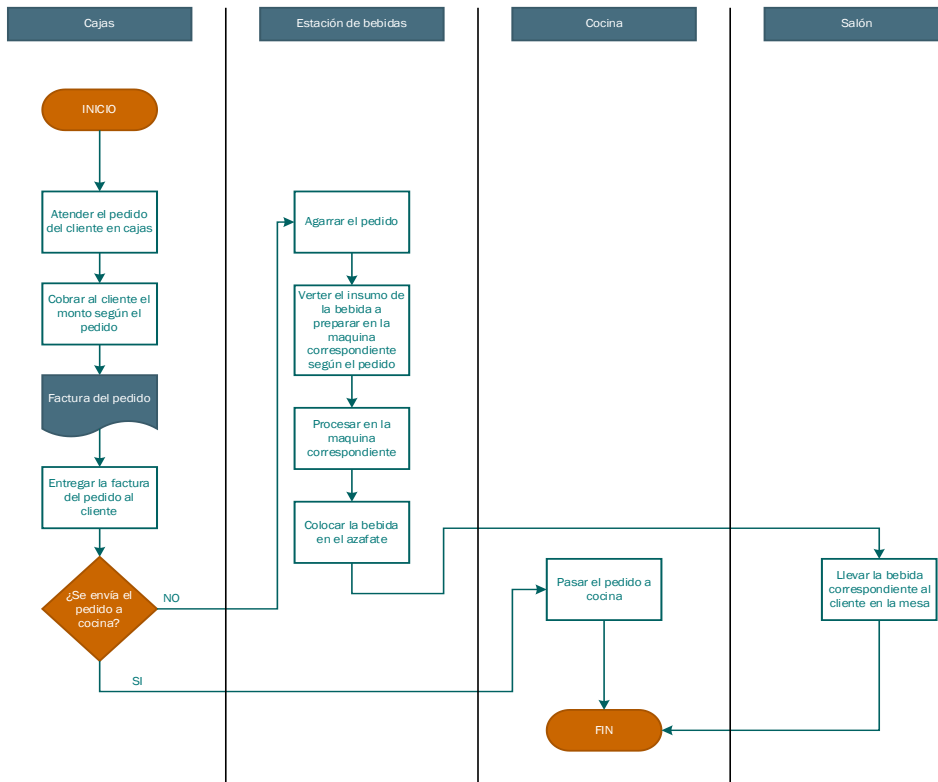 Cajas
Estación de bebidas
Cocina
Salón
INICIO
Atender el pedido
del cliente en cajas
Cobrar al cliente el
monto según el
pedido
Factura del pedido
Entregar la factura
del pedido al
cliente
¿Se envía el
pedido a
cocina?
NO
SI
Agarrar el pedido
Verter el insumo de
la bebida a
preparar en la
maquina
correspondiente
según el pedido
Procesar en la
maquina
correspondiente
Colocar la bebida
en el azafate
Pasar el pedido a
cocina
FIN
Llevar la bebida
correspondiente al
cliente en la mesa